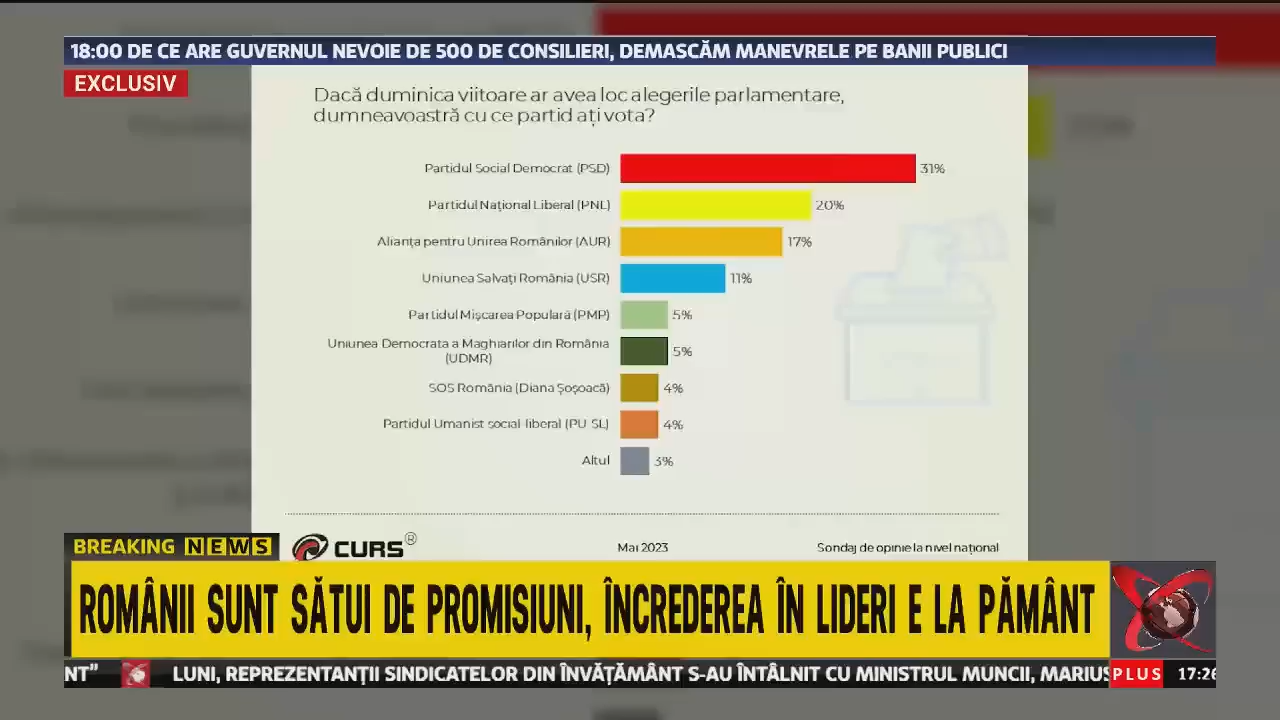 18:00 DE CE ARE GUVERNUL NEVOIE DE 500 DE CONSILIERI, DEMASCĂM MANEVRELE PE BANII PUBLICI
EXCLUSIV
Dacă duminica viitoare ar avea loc alegerile parlamentare,
dumneavoastră cu ce partid ați vota?
Partidul Social Democrat (PSD) 31%
Partidul Național Liberal (PNL) 20%
Alianța pentru Unirea Românilor (AUR) 17%
Uniunea Salvați România (USR) 11%
Partidul Mișcarea Populară (PMP) 5%
Uniunea Democrata a Maghiarilor din România
(UDMR) 5%
SOS România (Diana Șoșoacă) 4%
Partidul Umanist social-liberal (PU SL) 4%
Altul 3%
CURS®
Mai 2023
Sondaj de opinie la nivel național
BREAKING NEWS
ROMÂNII SUNT SĂTUI DE PROMISIUNI, ÎNCREDEREA ÎN LIDERI E LA PĂMÂNT
NT” LUNI, REPREZENTANȚII SINDICATELOR DIN ÎNVĂȚĂMÂNT S-AU ÎNTÂLNIT CU MINISTRUL MUNCII, MARIUS
PLUS 17:26